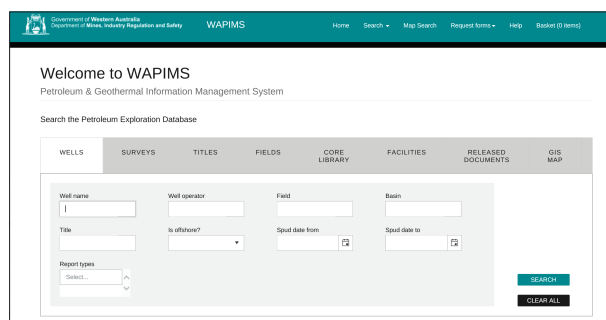 Government of Western Australia
Department of Mines, Industry Regulation and Safety
WAPIMS
Home
Search
Map Search
Request forms
Help
Basket (0 items)
Welcome to WAPIMS
Petroleum & Geothermal Information Management System
Search the Petroleum Exploration Database
WELLS
SURVEYS
TITLES
FIELDS
CORE
LIBRARY
FACILITIES
RELEASED
DOCUMENTS
GIS
MAP
Well name
Well operator
Field
Basin
Title
Is offshore?
Spud date from
Spud date to
Report types
Select...
SEARCH
CLEAR ALL